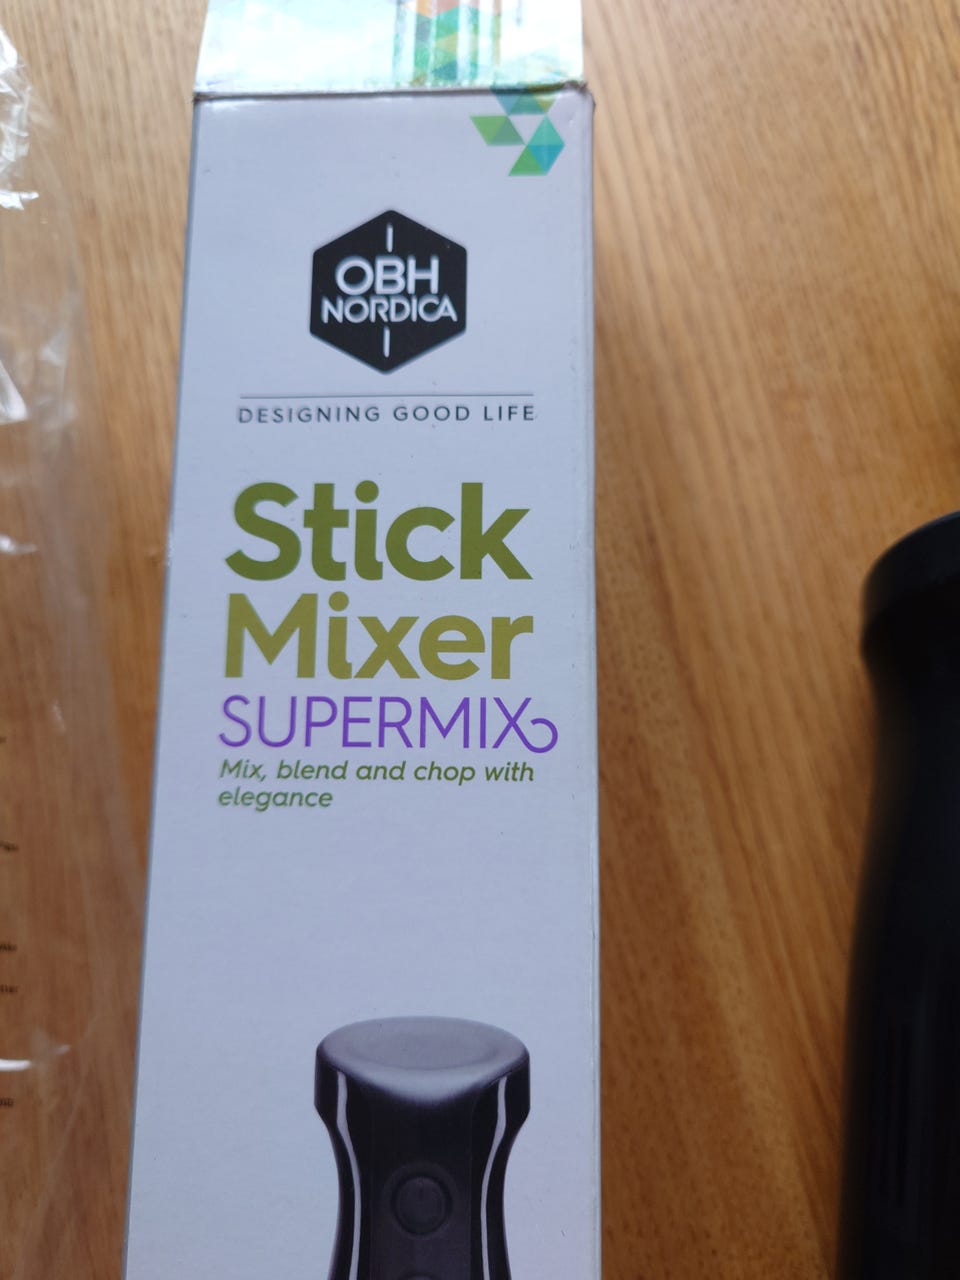 OBH
NORDICA
DESIGNING GOOD LIFE
Stick
Mixer
SUPERMIX
Mix, blend and chop with
elegance